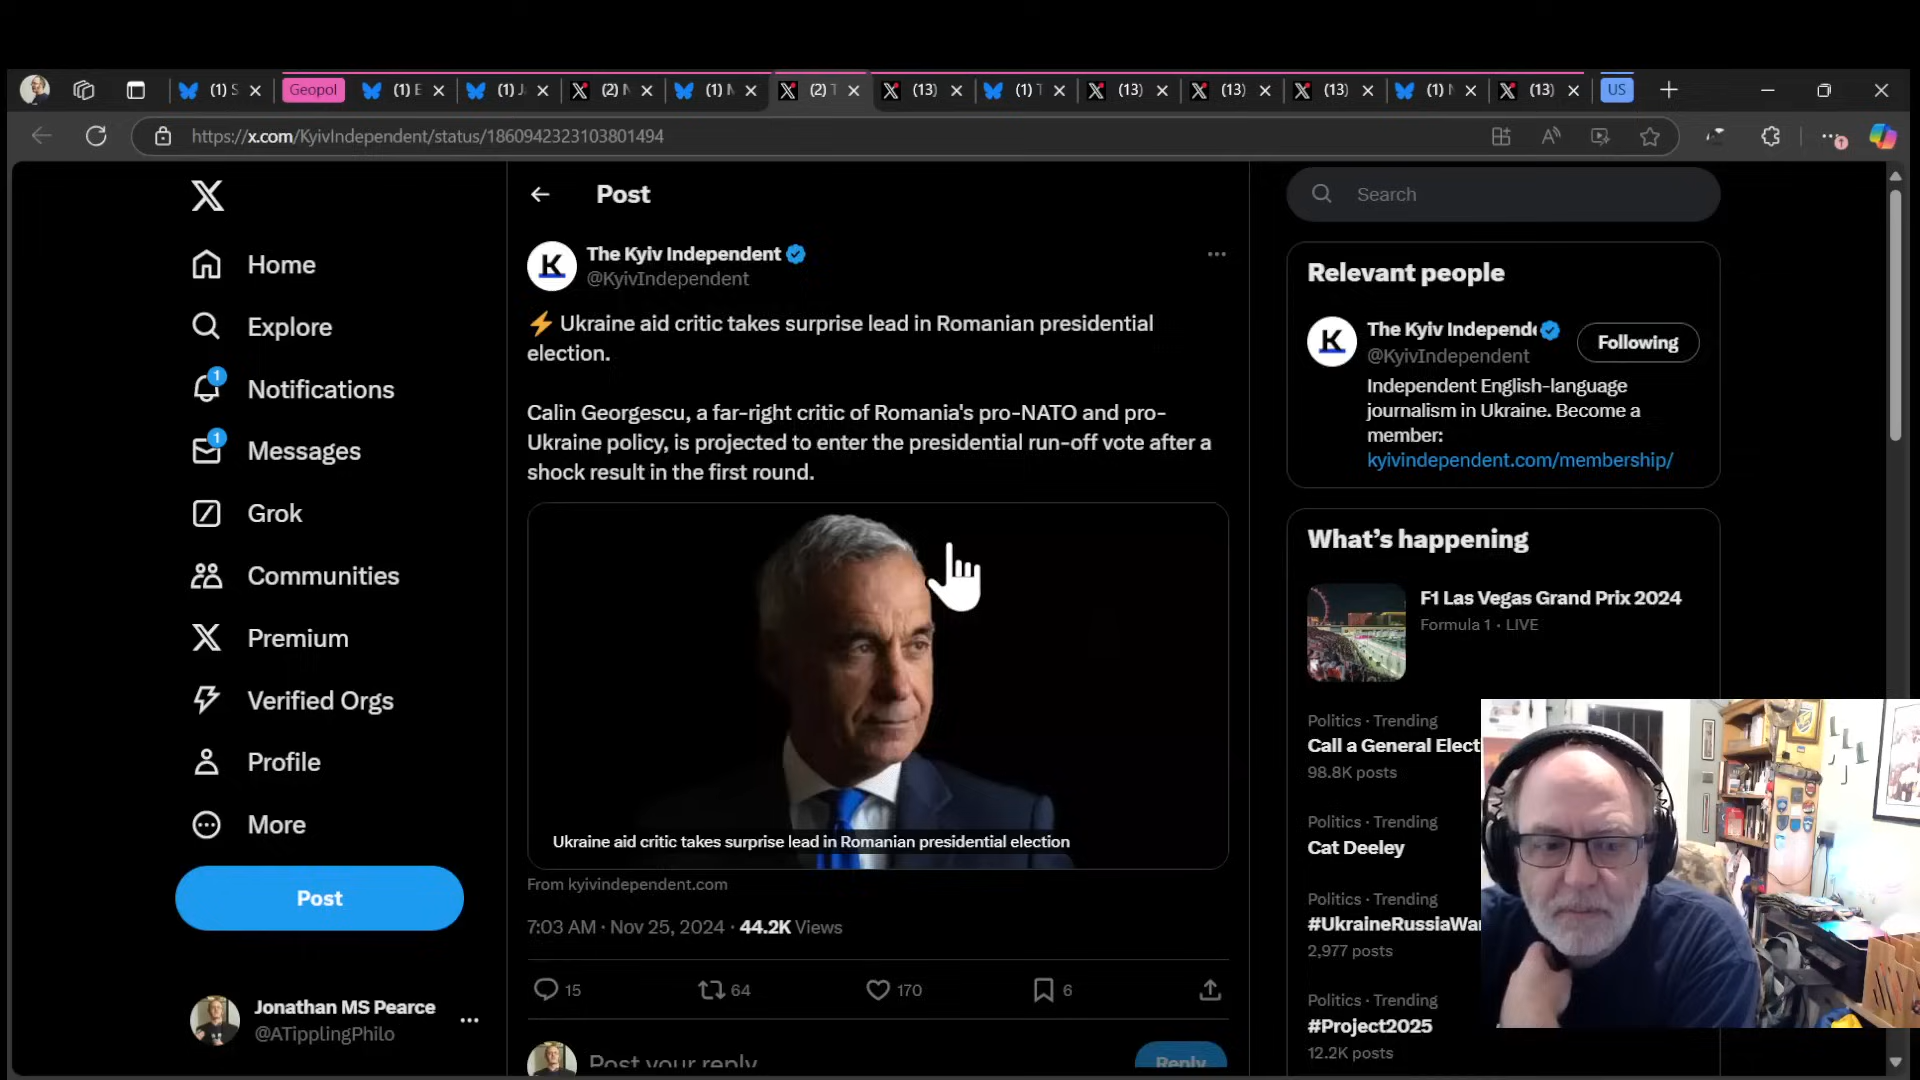 (1) S
Geopol
(1) E
(1) J
(2) N
(1) N
(2) T
(13)
(1) T
(13)
(13)
(13)
(1) N
(13)
US
https://x.com/KyivIndependent/status/1860942323103801494
Home
Explore
1
Notifications
1
Messages
Grok
Communities
Premium
Verified Orgs
Profile
More
Post
Jonathan MS Pearce
@ATipplingPhilo
Post
K
The Kyiv Independent
@KyivIndependent
⚡ Ukraine aid critic takes surprise lead in Romanian presidential
election.
Calin Georgescu, a far-right critic of Romania's pro-NATO and pro-
Ukraine policy, is projected to enter the presidential run-off vote after a
shock result in the first round.
Ukraine aid critic takes surprise lead in Romanian presidential election
From kyivindependent.com
7:03 AM · Nov 25, 2024 · 44.2K Views
15
64
170
6
Post your reply
Reply
Search
Relevant people
K
The Kyiv Independe
@KyivIndependent
Following
Independent English-language
journalism in Ukraine. Become a
member:
kyivindependent.com/membership/
What's happening
F1 Las Vegas Grand Prix 2024
Formula 1 · LIVE
Politics · Trending
Call a General Elect
98.8K posts
Politics · Trending
Cat Deeley
Politics · Trending
#UkraineRussiaWar
2,977 posts
Politics · Trending
#Project2025
12.2K posts